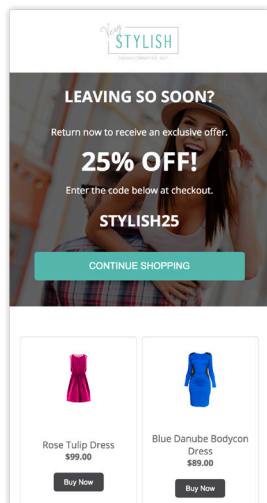 Very
STYLISH
LEAVING SO SOON?
Return now to receive an exclusive offer.
25% OFF!
Enter the code below at checkout.
STYLISH25
CONTINUE SHOPPING
Rose Tulip Dress
$99.00
Buy Now
Blue Danube Bodycon
Dress
$89.00
Buy Now